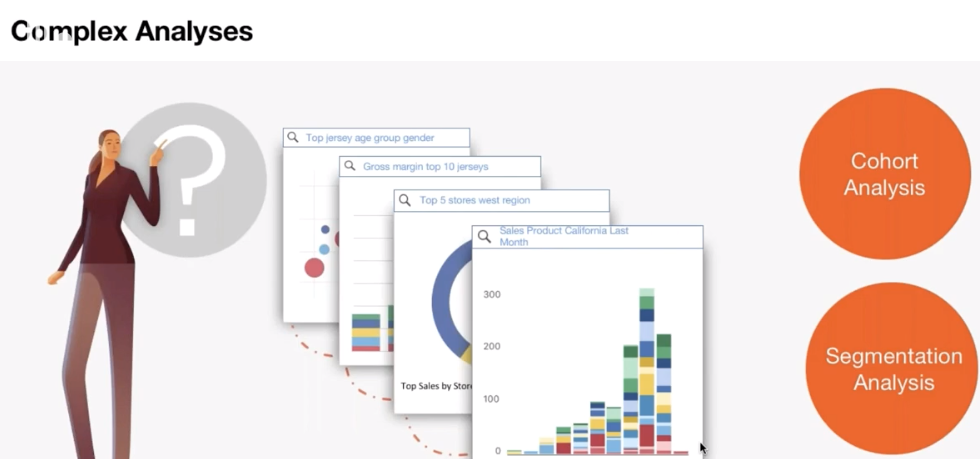 Complex Analyses
?
Top jersey age group gender
Gross margin top 10 jerseys
Top 5 stores west region
Sales Product California Last
Month
300
200
100
0
Top Sales by Store
Cohort
Analysis
Segmentation
Analysis